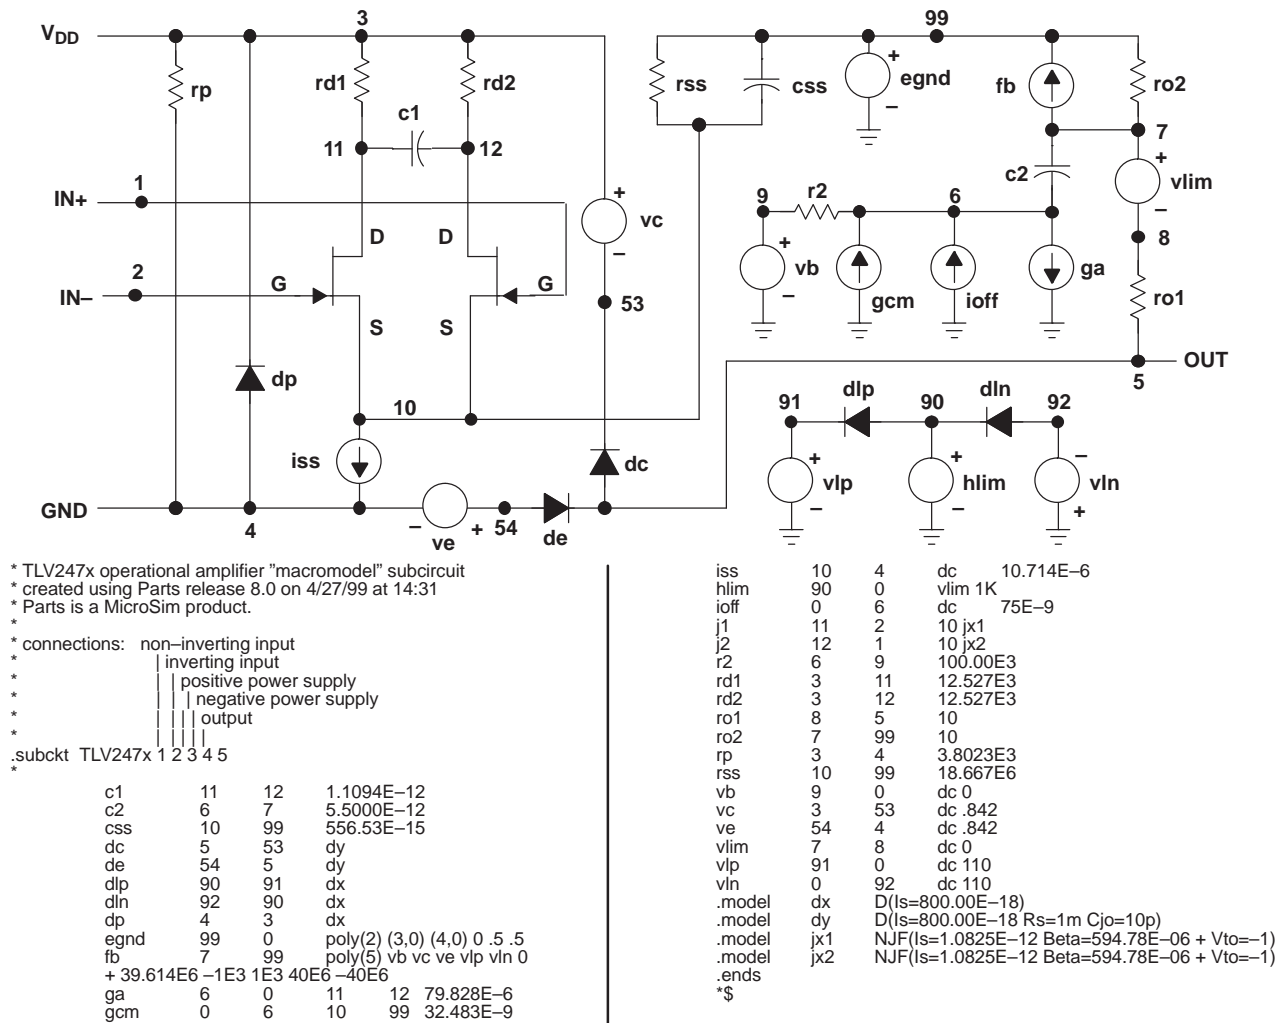 3
99
VDD
rp
rd1
rd2
rss
css
egnd
+
–
fb
ro2
c1
7
11
12
c2
+
vlim
–
1
IN+
9
r2
6
8
+
vc
–
D
D
2
IN–
G
G
53
+
vb
–
gcm
ioff
ga
ro1
S
S
OUT
5
dp
10
91
dlp
90
dln
92
iss
dc
+
vlp
–
+
hlim
–
–
vln
+
GND
4
–
ve
+
54
de
* TLV247x operational amplifier ”macromodel” subcircuit
* created using Parts release 8.0 on 4/27/99 at 14:31
* Parts is a MicroSim product.
*
* connections: non–inverting input
* | inverting input
* | | positive power supply
* | | | negative power supply
* | | | | output
* | | | | |
.subckt TLV247x 1 2 3 4 5
*
c1 11 12 1.1094E–12
c2 6 7 5.5000E–12
css 10 99 556.53E–15
dc 5 53 dy
de 54 5 dy
dlp 90 91 dx
dln 92 90 dx
dp 4 3 dx
egnd 99 0 poly(2) (3,0) (4,0) 0 .5 .5
fb 7 99 poly(5) vb vc ve vlp vln 0
+ 39.614E6 –1E3 1E3 40E6 –40E6
ga 6 0 11 12 79.828E–6
gcm 0 6 10 99 32.483E–9
iss 10 4 dc 10.714E–6
hlim 90 0 vlim 1K
ioff 0 6 dc 75E–9
j1 11 2 10 jx1
j2 12 1 10 jx2
r2 6 9 100.00E3
rd1 3 11 12.527E3
rd2 3 12 12.527E3
ro1 8 5 10
ro2 7 99 10
rp 3 4 3.8023E3
rss 10 99 18.667E6
vb 9 0 dc 0
vc 3 53 dc .842
ve 54 4 dc .842
vlim 7 8 dc 0
vlp 91 0 dc 110
vln 0 92 dc 110
.model dx D(Is=800.00E–18)
.model dy D(Is=800.00E–18 Rs=1m Cjo=10p)
.model jx1 NJF(Is=1.0825E–12 Beta=594.78E–06 + Vto=–1)
.model jx2 NJF(Is=1.0825E–12 Beta=594.78E–06 + Vto=–1)
.ends
*$